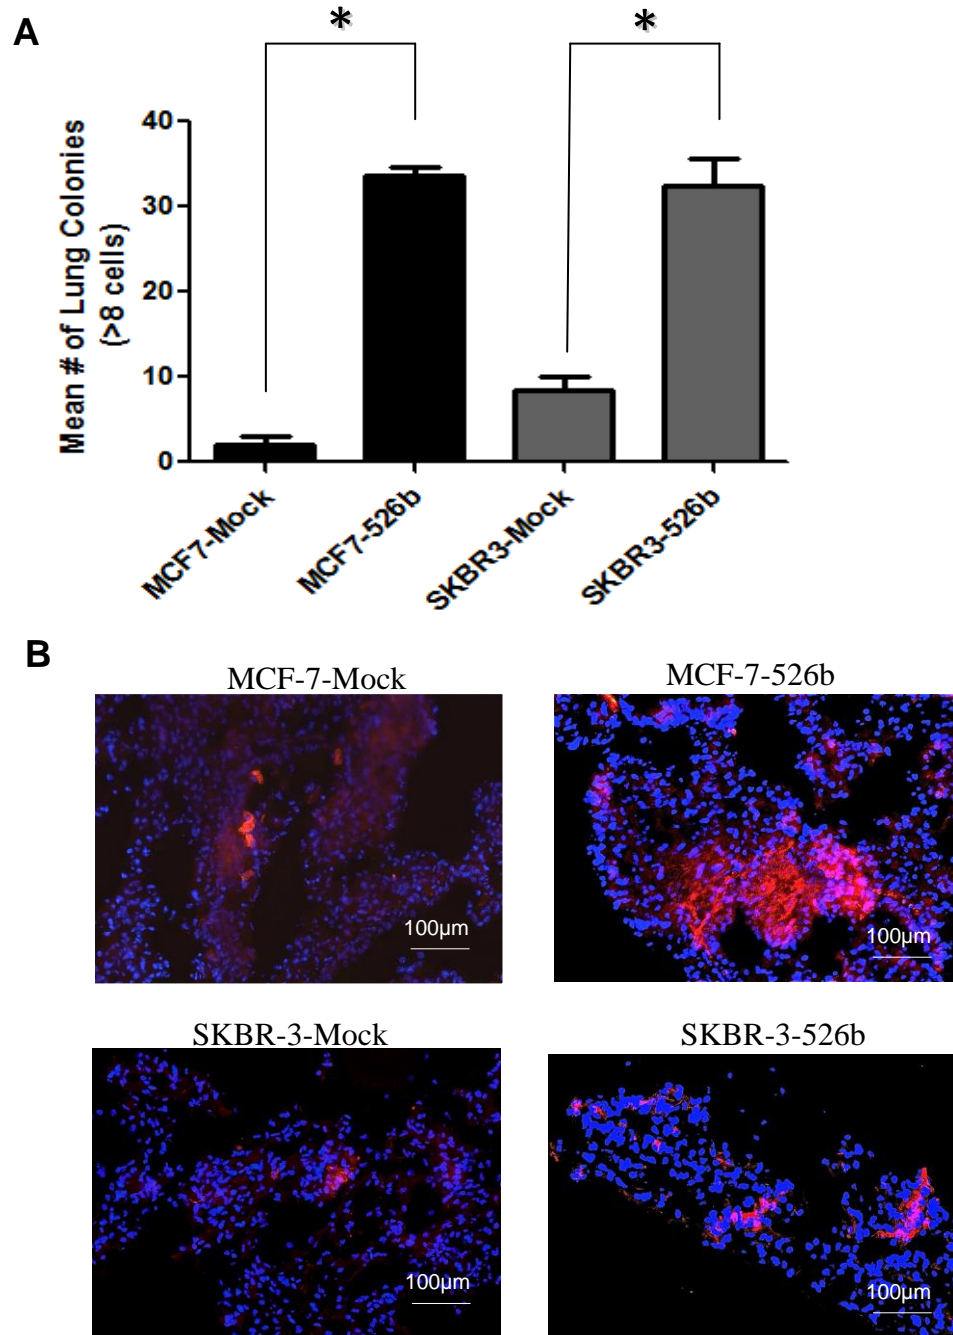 A
*
*
Mean # of Lung Colonies
(>8 cells)
40
30
20
10
0
MCF7-Mock
MCF7-526b
SKBR3-Mock
SKBR3-526b
B
MCF-7-Mock
MCF-7-526b
100µm
100µm
SKBR-3-Mock
SKBR-3-526b
100µm
100µm